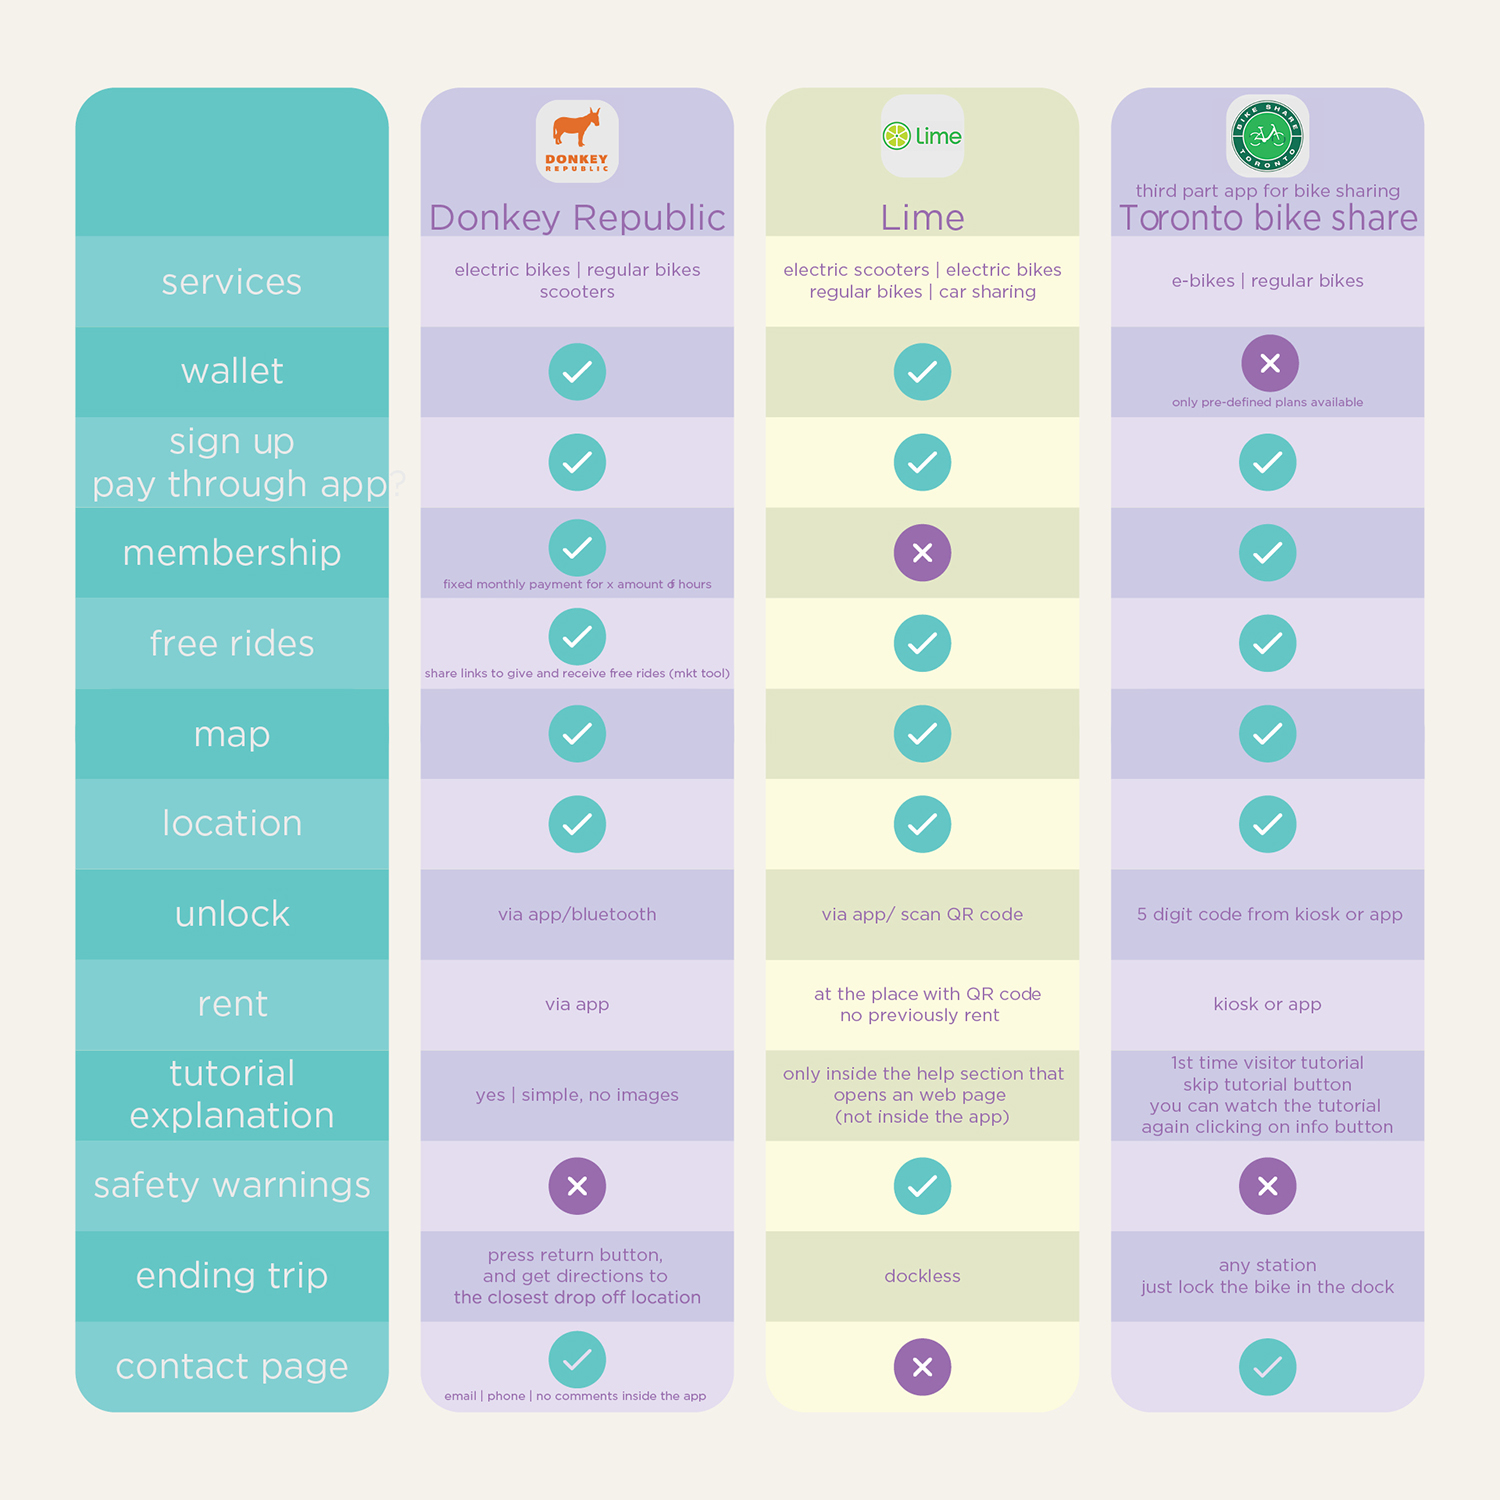 DONKEY
REPUBLIC
Lime
BIKE SHARE
TORONTO
third part app for bike sharing
Donkey Republic
Lime
Toronto bike share
services
electric bikes | regular bikes
scooters
electric scooters | electric bikes
regular bikes | car sharing
e-bikes | regular bikes
wallet
only pre-defined plans available
sign up
pay through app?
membership
fixed monthly payment for x amount of hours
free rides
share links to give and receive free rides (mkt tool)
map
location
unlock
via app/bluetooth
via app/ scan QR code
5 digit code from kiosk or app
rent
via app
at the place with QR code
no previously rent
kiosk or app
tutorial
explanation
yes | simple, no images
only inside the help section that
opens an web page
(not inside the app)
1st time visitor tutorial
skip tutorial button
you can watch the tutorial
again clicking on info button
safety warnings
ending trip
press return button,
and get directions to
the closest drop off location
dockless
any station
just lock the bike in the dock
contact page
email | phone | no comments inside the app